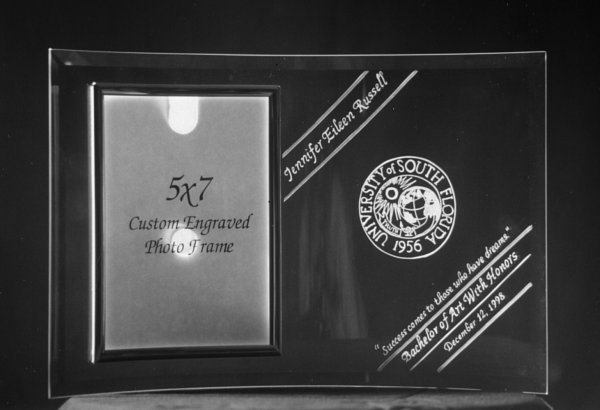 5x7
Custom Engraved
Photo Frame
Jennifer Eileen Russell
UNIVERSITY of SOUTH FLORIDA
1956
"Success comes to those who have dreams."
Bachelor of Art With Honors
December 12, 1998